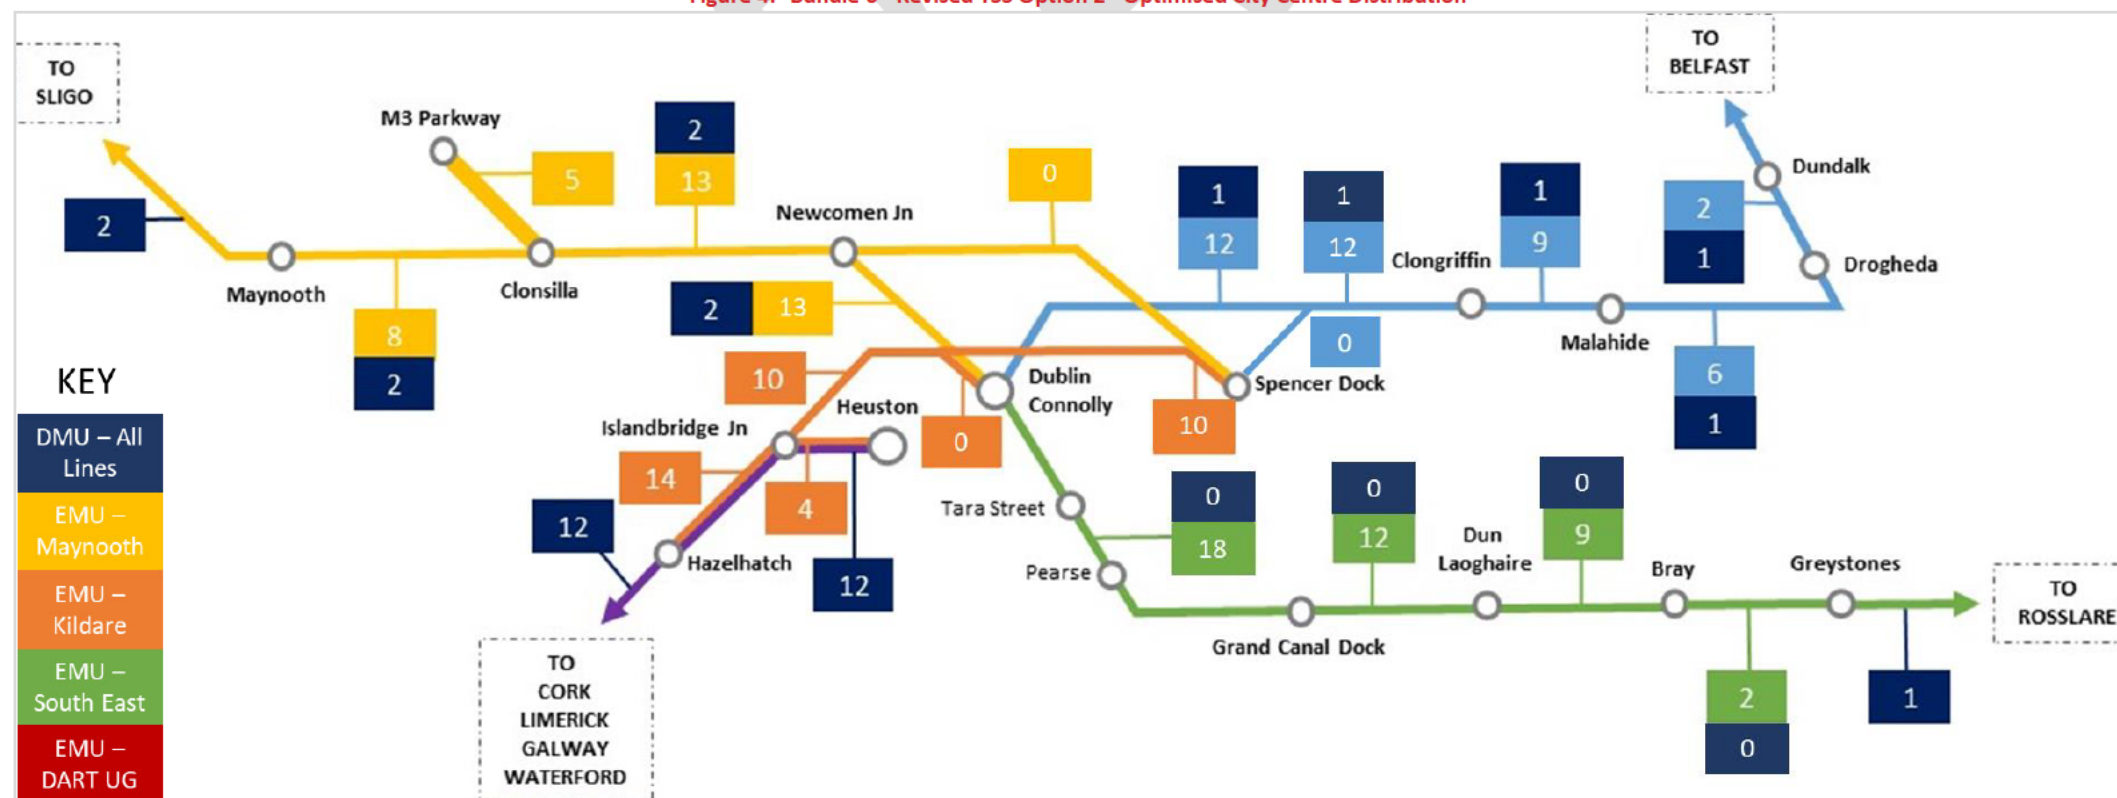 TO
SLIGO
M3 Parkway
2
13
5
0
TO
BELFAST
Dundalk
2
1
Drogheda
2
Newcomen Jn
1
12
1
12
Clongriffin
1
9
Maynooth
Clonsilla
8
2
2
13
0
Malahide
6
1
KEY
DMU – All
Lines
EMU –
Maynooth
EMU –
Kildare
EMU –
South East
EMU –
DART UG
10
Heuston
Dublin
Connolly
Spencer Dock
Islandbridge Jn
0
10
14
4
12
Hazelhatch
12
Tara Street
0
18
Pearse
0
12
0
9
Dun
Laoghaire
Bray
Greystones
TO
ROSSLARE
Grand Canal Dock
2
0
1
TO
CORK
LIMERICK
GALWAY
WATERFORD